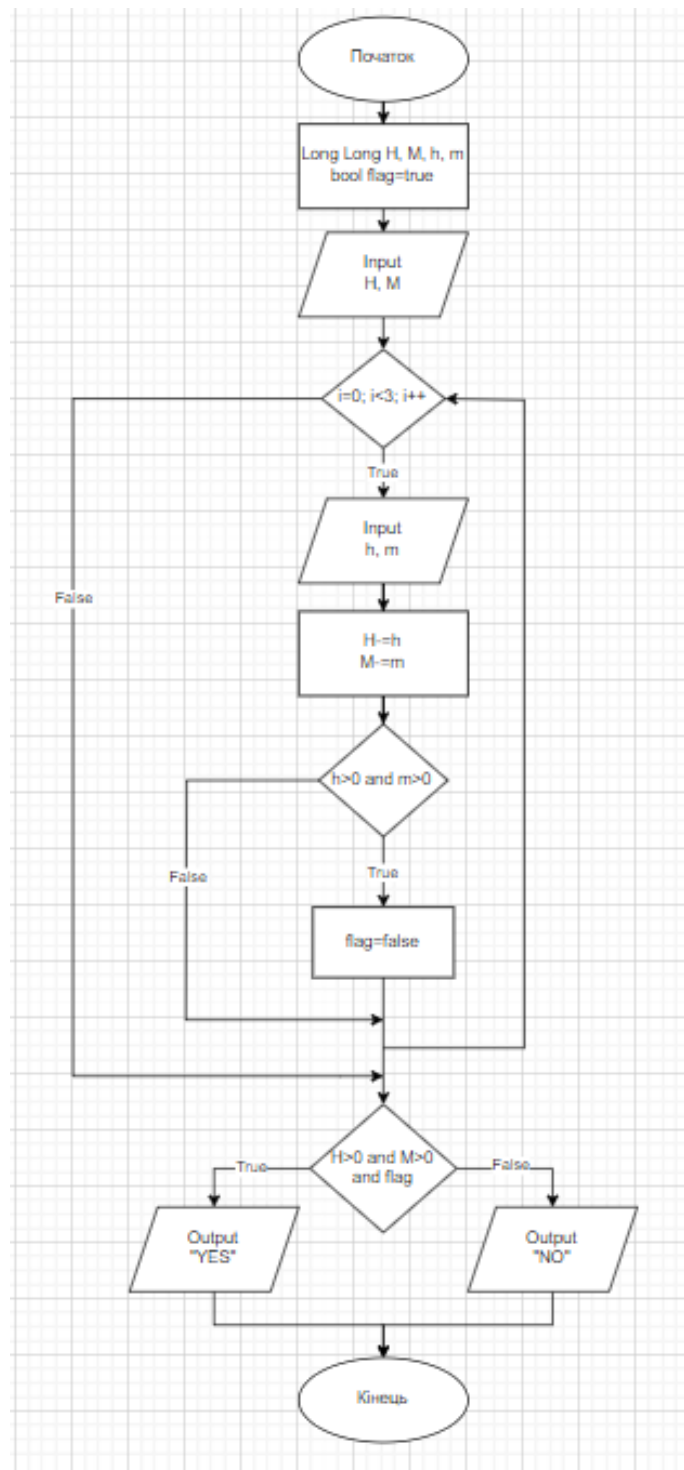 Початок
Long Long H, M, h, m
bool flag=true
Input
H, M
i=0; i<3; i++
True
Input
h, m
False
H-=h
M-=m
h>0 and m>0
False
True
flag=false
H>0 and M>0
and flag
True
False
Output
"YES"
Output
"NO"
Кінець